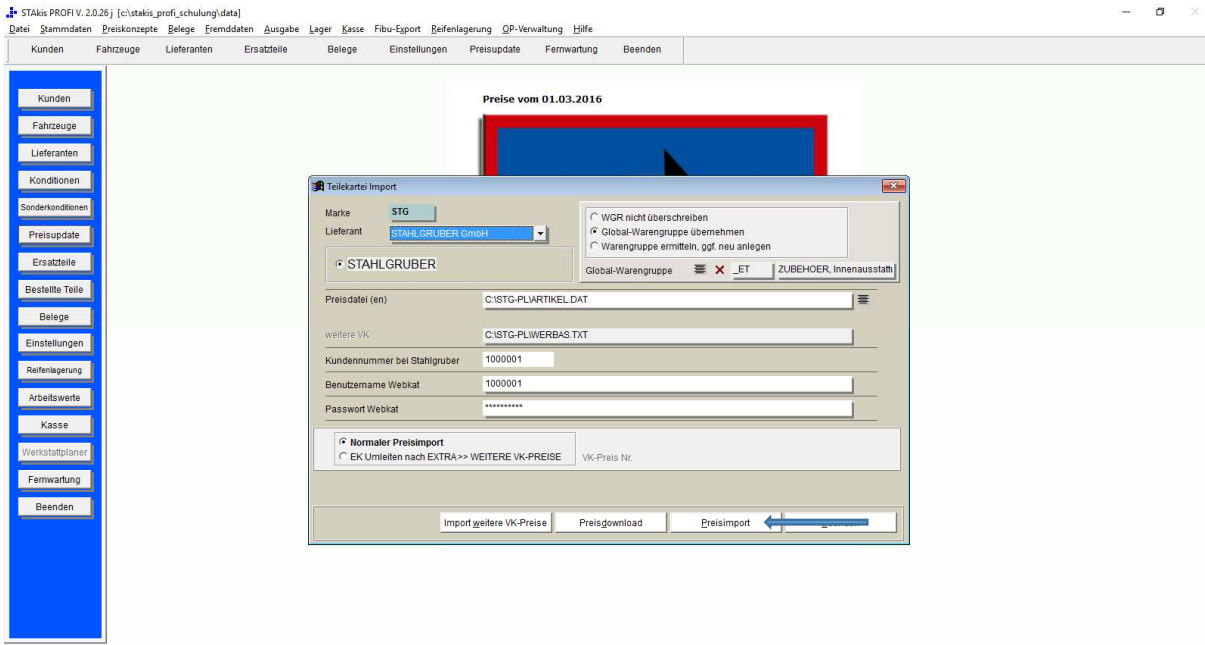 STAkis PROFI V. 2.0.26 j [c:\stakis_profi_schulung\data]
Datei Stammdaten Preiskonzepte Belege Fremddaten Ausgabe Lager Kasse Fibu-Export Reifenlagerung OP-Verwaltung Hilfe
Kunden Fahrzeuge Lieferanten Ersatzteile Belege Einstellungen Preisupdate Fernwartung Beenden
Kunden
Fahrzeuge
Lieferanten
Konditionen
Sonderkonditionen
Preisupdate
Ersatzteile
Bestellte Teile
Belege
Einstellungen
Reifenlagerung
Arbeitswerte
Kasse
Werkstattplaner
Fernwartung
Beenden
Preise vom 01.03.2016
Teilekartei Import
Marke STG
Lieferant STAHLGRUBER GmbH
STAHLGRUBER
WGR nicht überschreiben
Global-Warengruppe übernehmen
Warengruppe ermitteln, ggf. neu anlegen
Global-Warengruppe _ET ZUBEHOER, Innenausstattu
Preisdatei (en) C:\STG-PL\ARTIKEL.DAT
weitere VK C:\STG-PL\WERBAS.TXT
Kundennummer bei Stahlgruber 1000001
Benutzername Webkat 1000001
Passwort Webkat **********
Normaler Preisimport
EK Umleiten nach EXTRA>> WEITERE VK-PREISE VK-Preis Nr.
Import weitere VK-Preise Preisdownload Preisimport